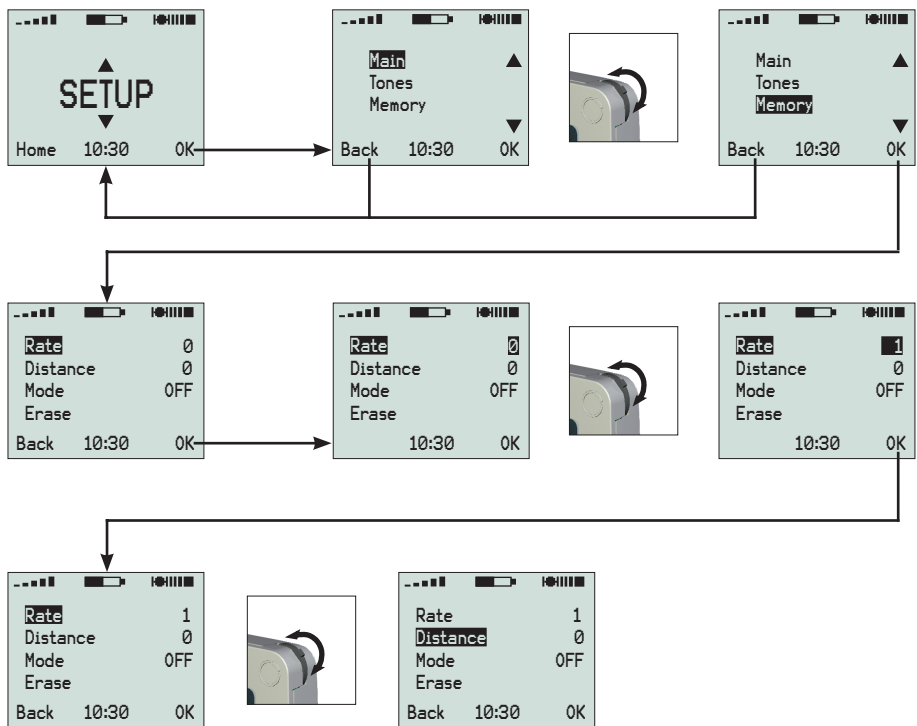 SETUP
Home 10:30 OK
Main
Tones
Memory
Back 10:30 OK
Main
Tones
Memory
Back 10:30 OK
Rate 0
Distance 0
Mode OFF
Erase
Back 10:30 OK
Rate 0
Distance 0
Mode OFF
Erase
10:30 OK
Rate 1
Distance 0
Mode OFF
Erase
10:30 OK
Rate 1
Distance 0
Mode OFF
Erase
Back 10:30 OK
Rate 1
Distance 0
Mode OFF
Erase
Back 10:30 OK